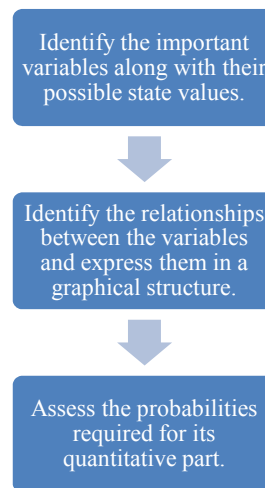 Identify the important
variables along with their
possible state values.
Identify the relationships
between the variables
and express them in a
graphical structure.
Assess the probabilities
required for its
quantitative part.